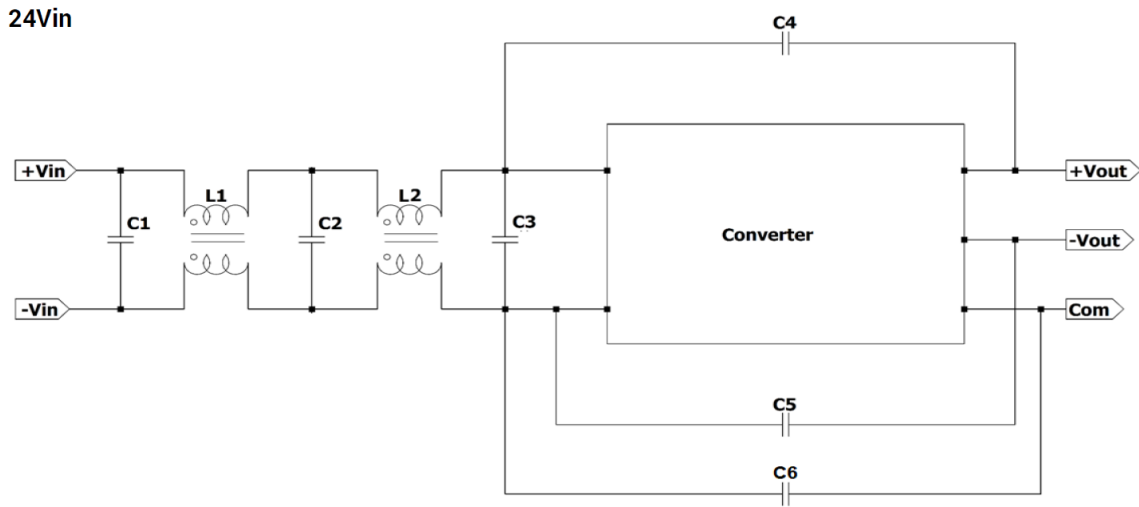 24Vin
C4
+Vin
L1
L2
+Vout
C1
C2
C3
Converter
-Vout
-Vin
Com
C5
C6